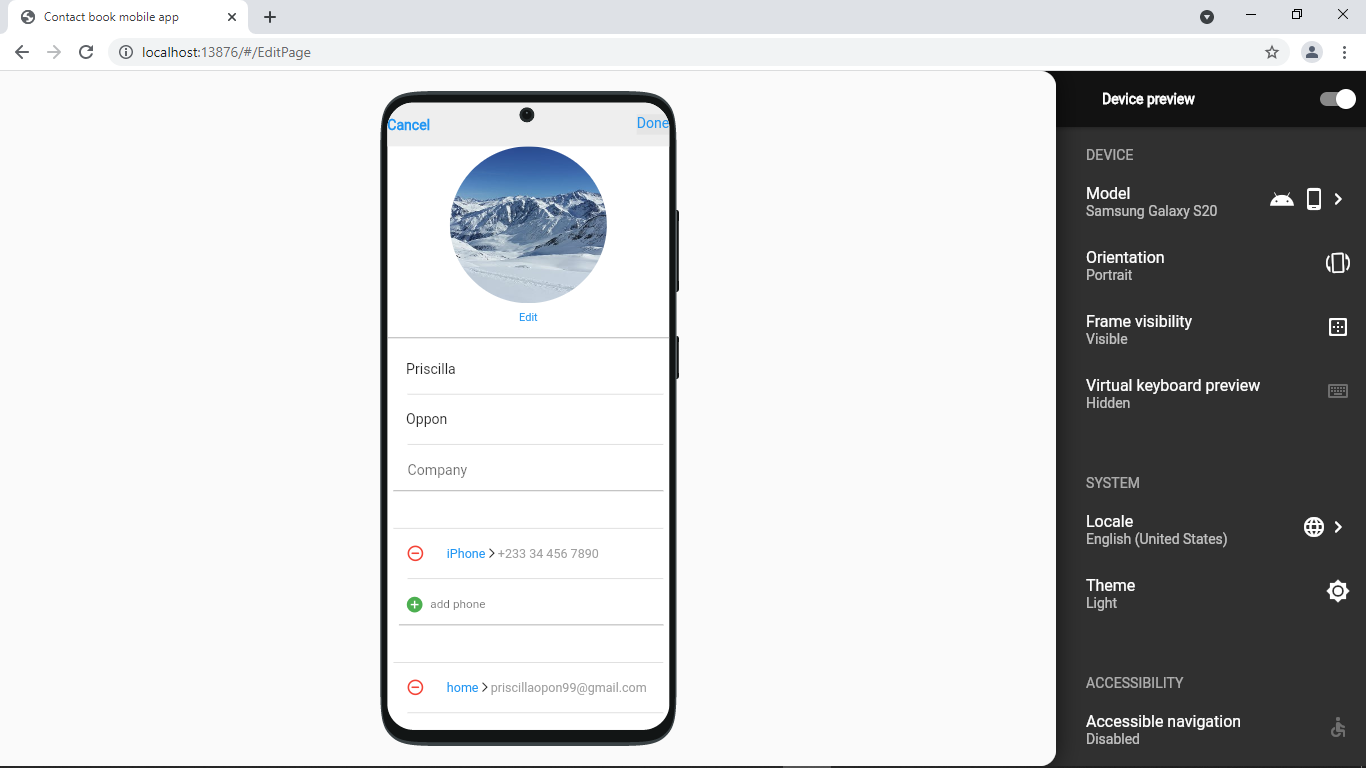 Contact book mobile app
localhost:13876/#/EditPage
Cancel
Done
Edit
Priscilla
Oppon
Company
iPhone +233 34 456 7890
add phone
home priscillaopon99@gmail.com
Device preview
DEVICE
Model
Samsung Galaxy S20
Orientation
Portrait
Frame visibility
Visible
Virtual keyboard preview
Hidden
SYSTEM
Locale
English (United States)
Theme
Light
ACCESSIBILITY
Accessible navigation
Disabled